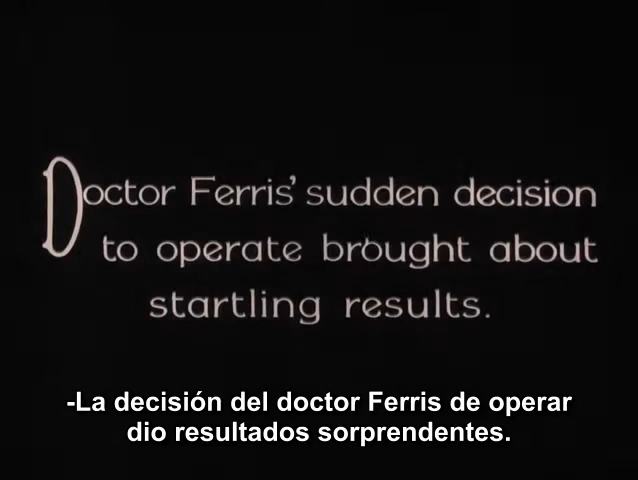 Doctor Ferris' sudden decision
to operate brought about
startling results.
-La decisión del doctor Ferris de operar
dio resultados sorprendentes.